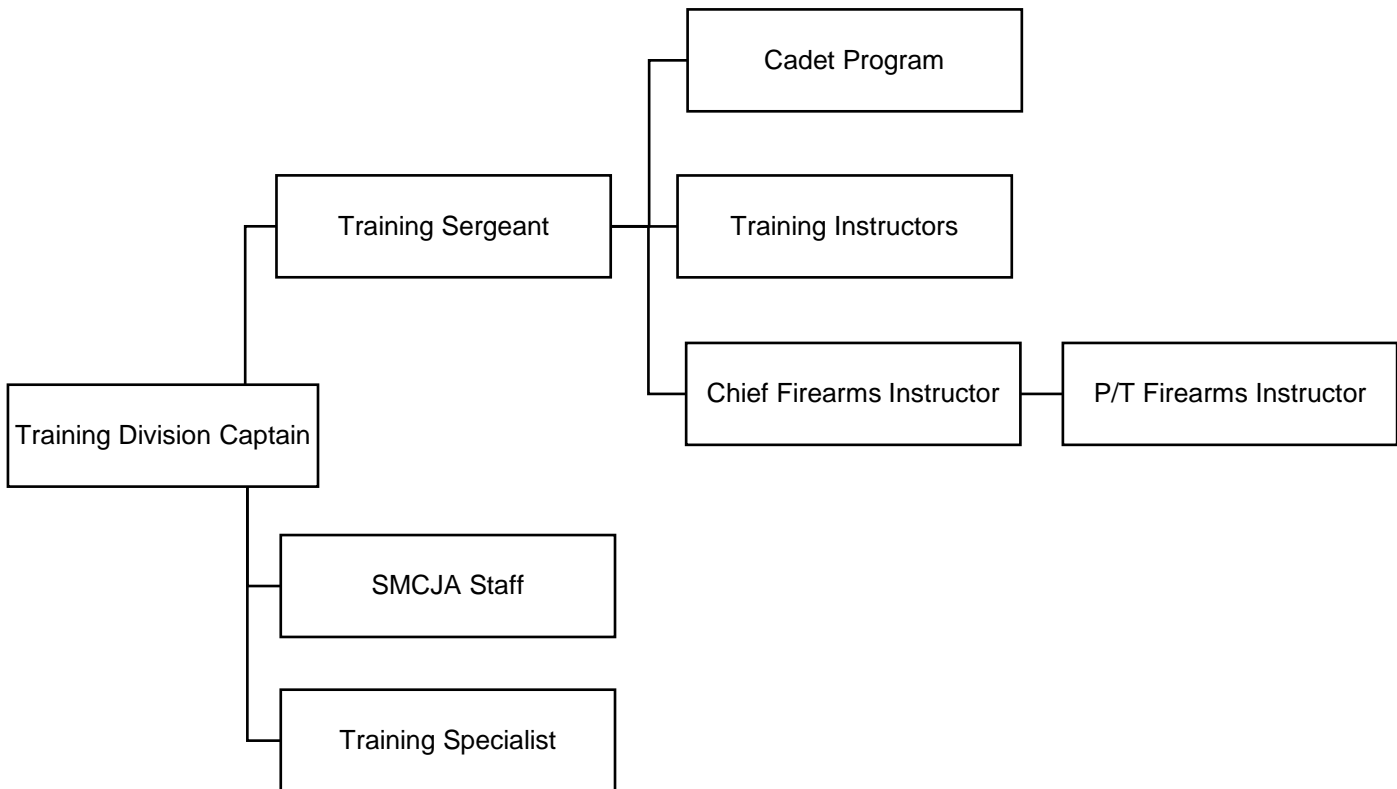 Cadet Program
Training Sergeant
Training Instructors
Chief Firearms Instructor
P/T Firearms Instructor
Training Division Captain
SMCJA Staff
Training Specialist